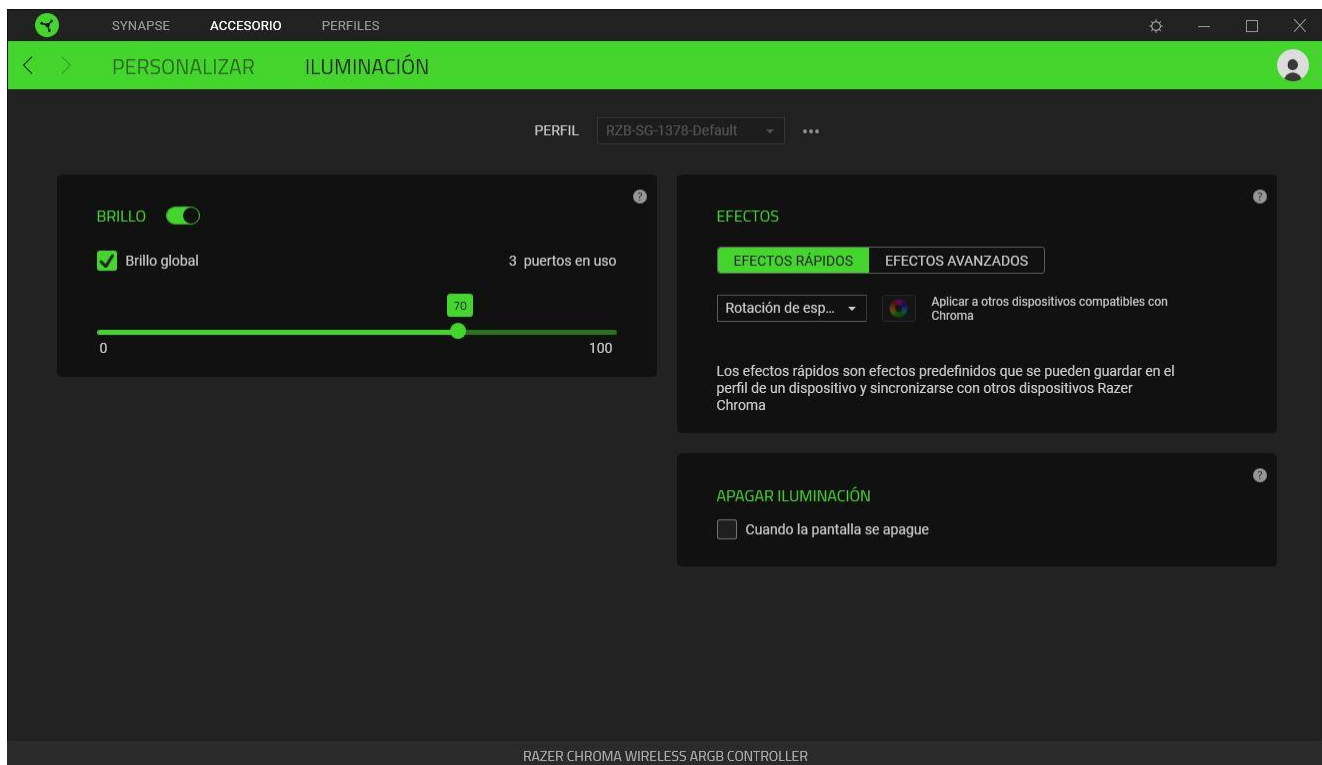 SYNAPSE ACCESORIO PERFILES
PERSONALIZAR ILUMINACIÓN
PERFIL RZB-SG-1378-Default
BRILLO
Brillo global 3 puertos en uso
70
0 100
EFECTOS
EFECTOS RÁPIDOS EFECTOS AVANZADOS
Rotación de esp... Aplicar a otros dispositivos compatibles con
Chroma
Los efectos rápidos son efectos predefinidos que se pueden guardar en el
perfil de un dispositivo y sincronizarse con otros dispositivos Razer
Chroma
APAGAR ILUMINACIÓN
Cuando la pantalla se apague
RAZER CHROMA WIRELESS ARGB CONTROLLER